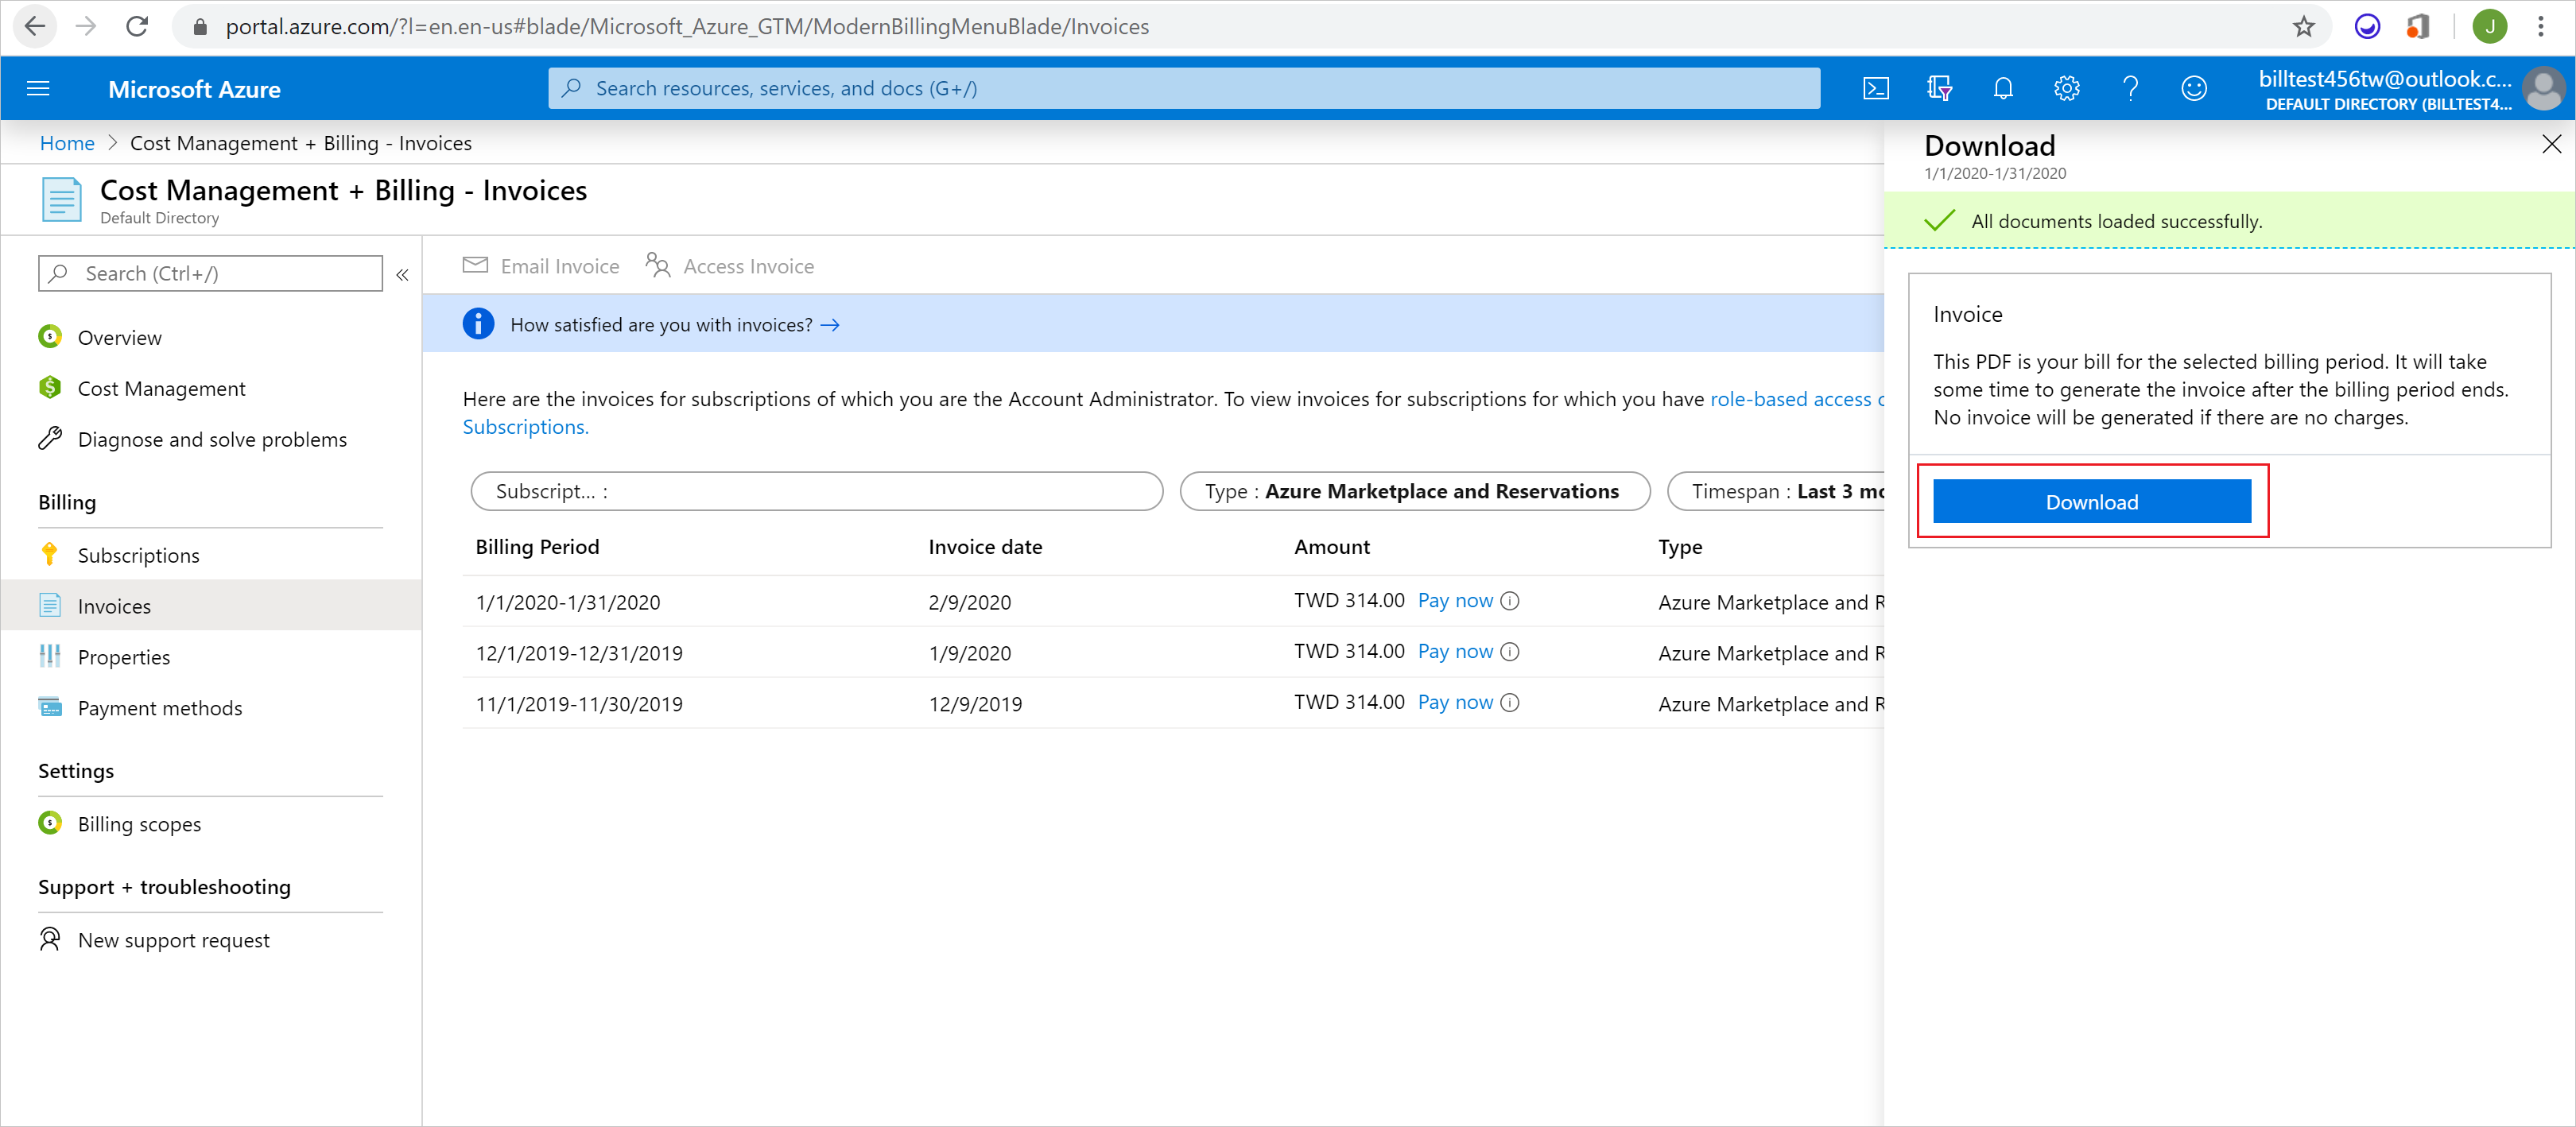 portal.azure.com/?l=en.en-us#blade/Microsoft_Azure_GTM/ModernBillingMenuBlade/Invoices
J
Microsoft Azure
Search resources, services, and docs (G+/)
billtest456tw@outlook.c...
DEFAULT DIRECTORY (BILLTEST4...
Home > Cost Management + Billing - Invoices
Cost Management + Billing - Invoices
Default Directory
Search (Ctrl+/)
«
Overview
Cost Management
Diagnose and solve problems
Billing
Subscriptions
Invoices
Properties
Payment methods
Settings
Billing scopes
Support + troubleshooting
New support request
Email Invoice
Access Invoice
How satisfied are you with invoices? →
Here are the invoices for subscriptions of which you are the Account Administrator. To view invoices for subscriptions for which you have role-based access
Subscriptions.
Subscript... :
Type : Azure Marketplace and Reservations
Timespan : Last 3 mo
Billing Period Invoice date Amount Type
1/1/2020-1/31/2020 2/9/2020 TWD 314.00 Pay now Azure Marketplace and R
12/1/2019-12/31/2019 1/9/2020 TWD 314.00 Pay now Azure Marketplace and R
11/1/2019-11/30/2019 12/9/2019 TWD 314.00 Pay now Azure Marketplace and R
Download
1/1/2020-1/31/2020
All documents loaded successfully.
Invoice
This PDF is your bill for the selected billing period. It will take
some time to generate the invoice after the billing period ends.
No invoice will be generated if there are no charges.
Download